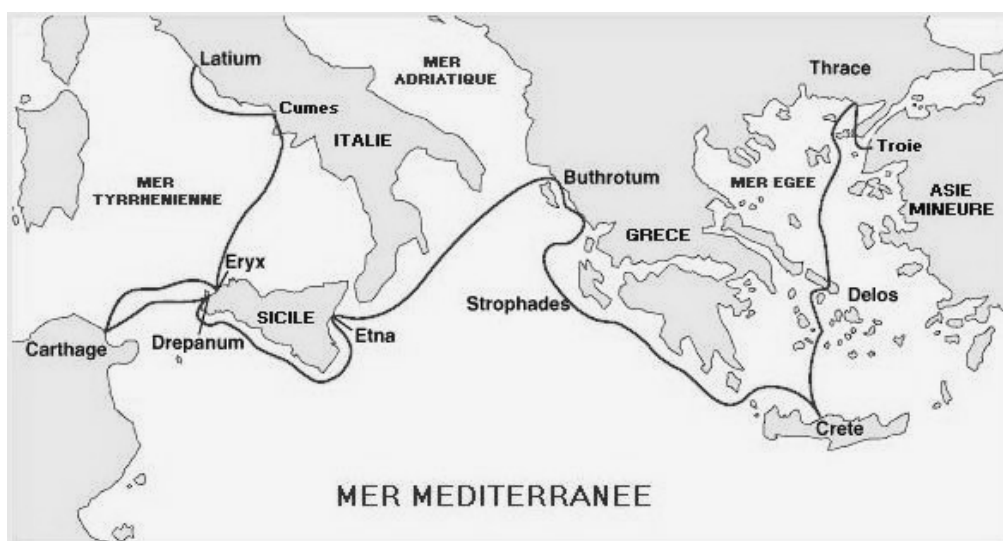 Latium
MER
ADRIATIQUE
Thrace
Cumes
ITALIE
Troie
MER
TYRRHENIENNE
Buthrotum
MER EGEE
ASIE
MINEURE
GRECE
Eryx
Strophades
Delos
SICILE
Carthage
Drepanum
Etna
Crete
MER MEDITERRANEE